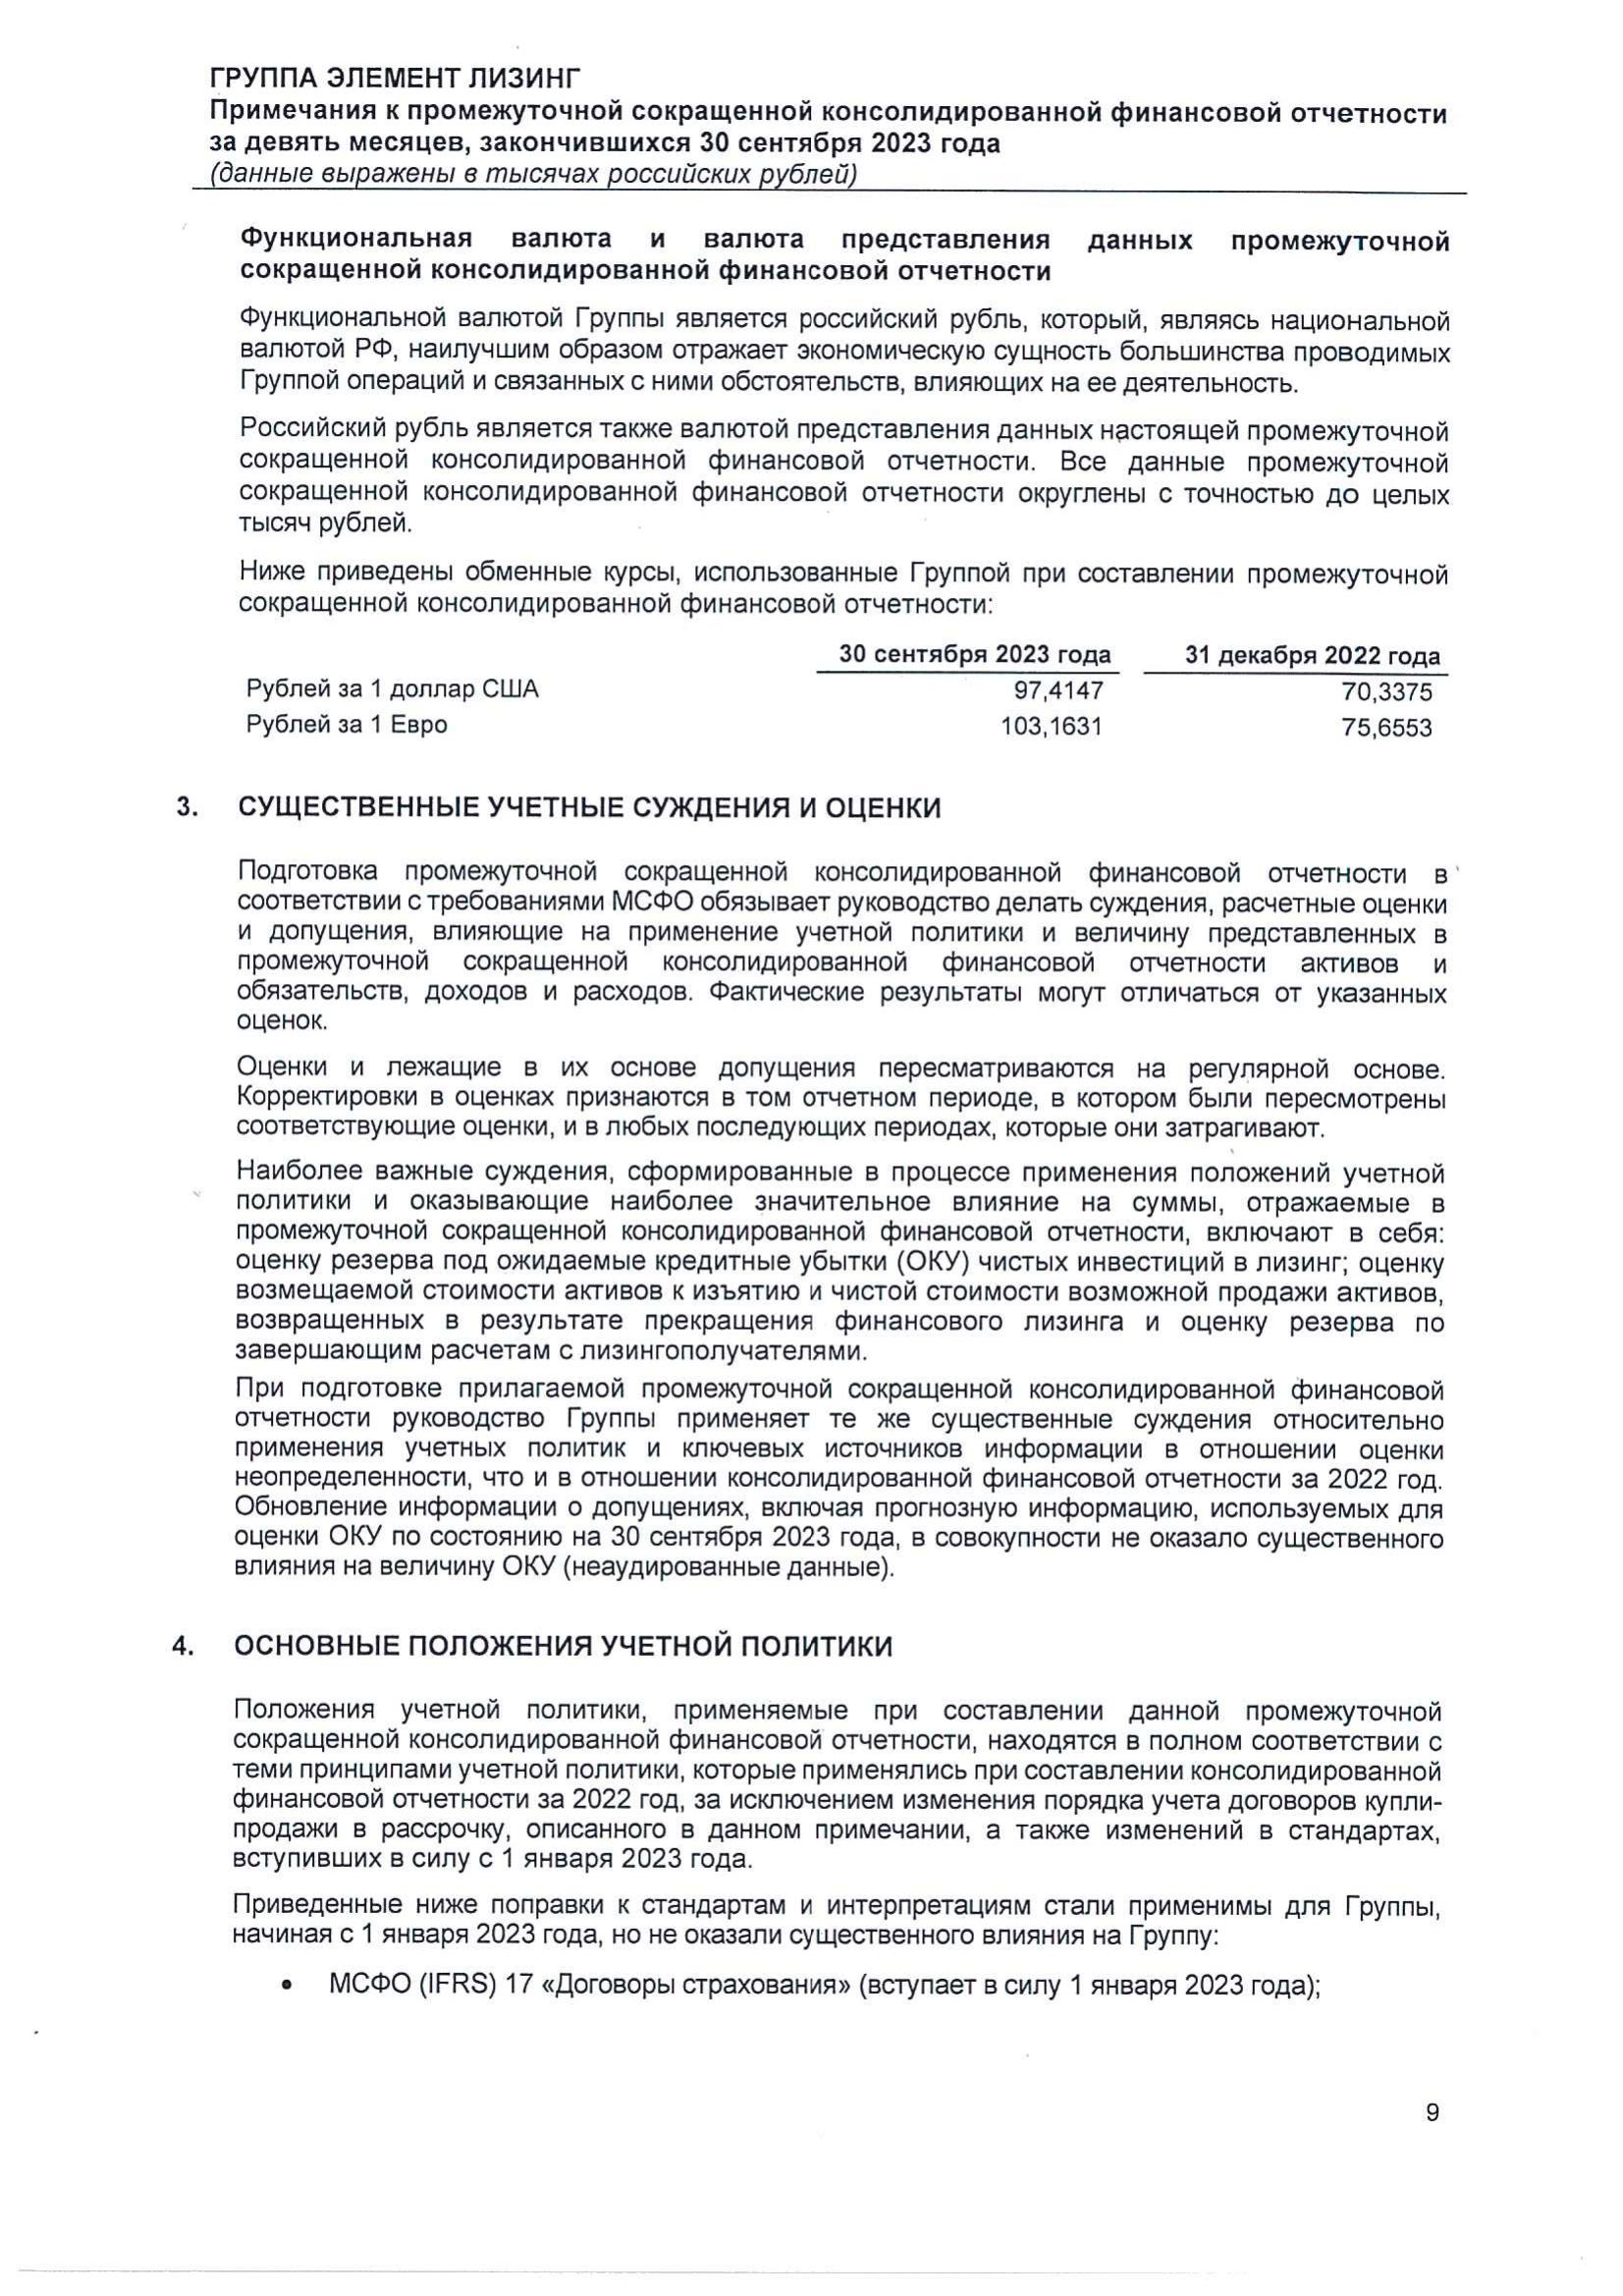 ГРУППА ЭЛЕМЕНТ ЛИЗИНГ
Примечания к промежуточной сокращенной консолидированной финансовой отчетности
за девять месяцев, закончившихся 30 сентября 2023 года
(данные выражены в тысячах российских рублей)
Функциональная валюта и валюта представления данных промежуточной
сокращенной консолидированной финансовой отчетности
Функциональной валютой Группы является российский рубль, который, являясь национальной
валютой РФ, наилучшим образом отражает экономическую сущность большинства проводимых
Группой операций и связанных с ними обстоятельств, влияющих на ее деятельность.
Российский рубль является также валютой представления данных настоящей промежуточной
сокращенной консолидированной финансовой отчетности. Все данные промежуточной
сокращенной консолидированной финансовой отчетности округлены с точностью до целых
тысяч рублей.
Ниже приведены обменные курсы, использованные Группой при составлении промежуточной
сокращенной консолидированной финансовой отчетности:
30 сентября 2023 года 31 декабря 2022 года
Рублей за 1 доллар США 97,4147 70,3375
Рублей за 1 Евро 103,1631 75,6553
3. СУЩЕСТВЕННЫЕ УЧЕТНЫЕ СУЖДЕНИЯ И ОЦЕНКИ
Подготовка промежуточной сокращенной консолидированной финансовой отчетности в
соответствии с требованиями МСФО обязывает руководство делать суждения, расчетные оценки
и допущения, влияющие на применение учетной политики и величину представленных в
промежуточной сокращенной консолидированной финансовой отчетности активов и
обязательств, доходов и расходов. Фактические результаты могут отличаться от указанных
оценок.
Оценки и лежащие в их основе допущения пересматриваются на регулярной основе.
Корректировки в оценках признаются в том отчетном периоде, в котором были пересмотрены
соответствующие оценки, и в любых последующих периодах, которые они затрагивают.
Наиболее важные суждения, сформированные в процессе применения положений учетной
политики и оказывающие наиболее значительное влияние на суммы, отражаемые в
промежуточной сокращенной консолидированной финансовой отчетности, включают в себя:
оценку резерва под ожидаемые кредитные убытки (ОКУ) чистых инвестиций в лизинг; оценку
возмещаемой стоимости активов к изъятию и чистой стоимости возможной продажи активов,
возвращенных в результате прекращения финансового лизинга и оценку резерва по
завершающим расчетам с лизингополучателями.
При подготовке прилагаемой промежуточной сокращенной консолидированной финансовой
отчетности руководство Группы применяет те же существенные суждения относительно
применения учетных политик и ключевых источников информации в отношении оценки
неопределенности, что и в отношении консолидированной финансовой отчетности за 2022 год.
Обновление информации о допущениях, включая прогнозную информацию, используемых для
оценки ОКУ по состоянию на 30 сентября 2023 года, в совокупности не оказало существенного
влияния на величину ОКУ (неаудированные данные).
4. ОСНОВНЫЕ ПОЛОЖЕНИЯ УЧЕТНОЙ ПОЛИТИКИ
Положения учетной политики, применяемые при составлении данной промежуточной
сокращенной консолидированной финансовой отчетности, находятся в полном соответствии с
теми принципами учетной политики, которые применялись при составлении консолидированной
финансовой отчетности за 2022 год, за исключением изменения порядка учета договоров купли-
продажи в рассрочку, описанного в данном примечании, а также изменений в стандартах,
вступивших в силу с 1 января 2023 года.
Приведенные ниже поправки к стандартам и интерпретациям стали применимы для Группы,
начиная с 1 января 2023 года, но не оказали существенного влияния на Группу:
• МСФО (IFRS) 17 «Договоры страхования» (вступает в силу 1 января 2023 года);
9